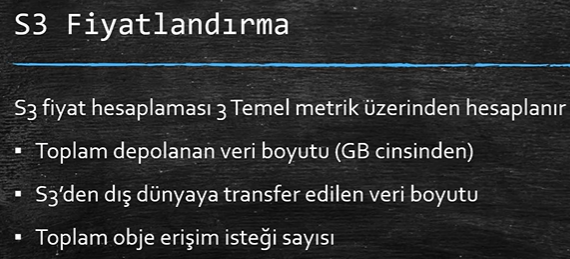 S3 Fiyatlandırma
S3 fiyat hesaplaması 3 Temel metrik üzerinden hesaplanır
▪ Toplam depolanan veri boyutu (GB cinsinden)
▪ S3'den dış dünyaya transfer edilen veri boyutu
▪ Toplam obje erişim isteği sayısı